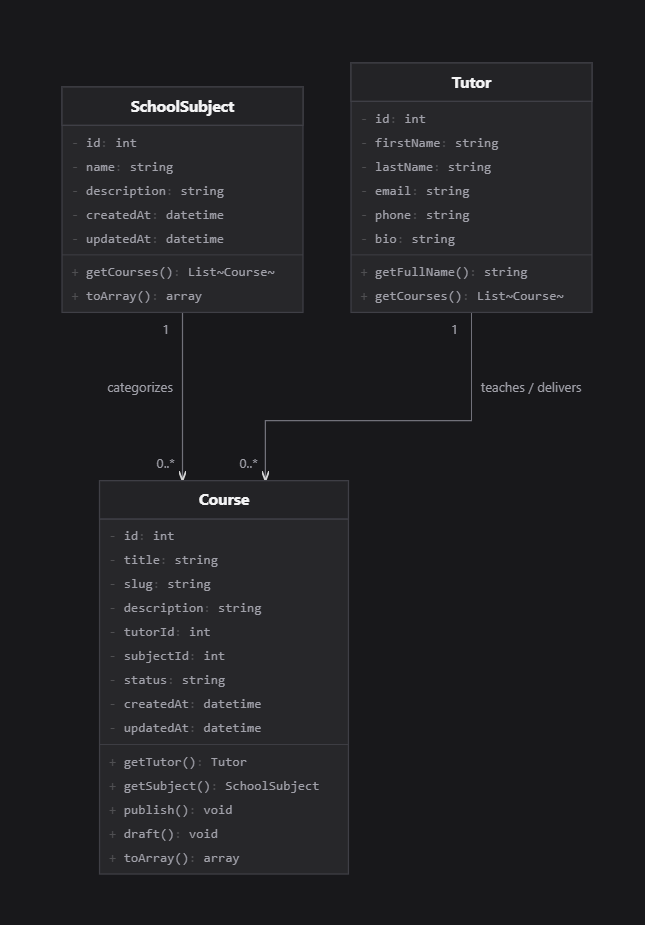 SchoolSubject
- id: int
- name: string
- description: string
- createdAt: datetime
- updatedAt: datetime
+ getCourses(): List~Course~
+ toArray(): array
Tutor
- id: int
- firstName: string
- lastName: string
- email: string
- phone: string
- bio: string
+ getFullName(): string
+ getCourses(): List~Course~
1
1
categorizes
teaches / delivers
0..*
0..*
Course
- id: int
- title: string
- slug: string
- description: string
- tutorId: int
- subjectId: int
- status: string
- createdAt: datetime
- updatedAt: datetime
+ getTutor(): Tutor
+ getSubject(): SchoolSubject
+ publish(): void
+ draft(): void
+ toArray(): array